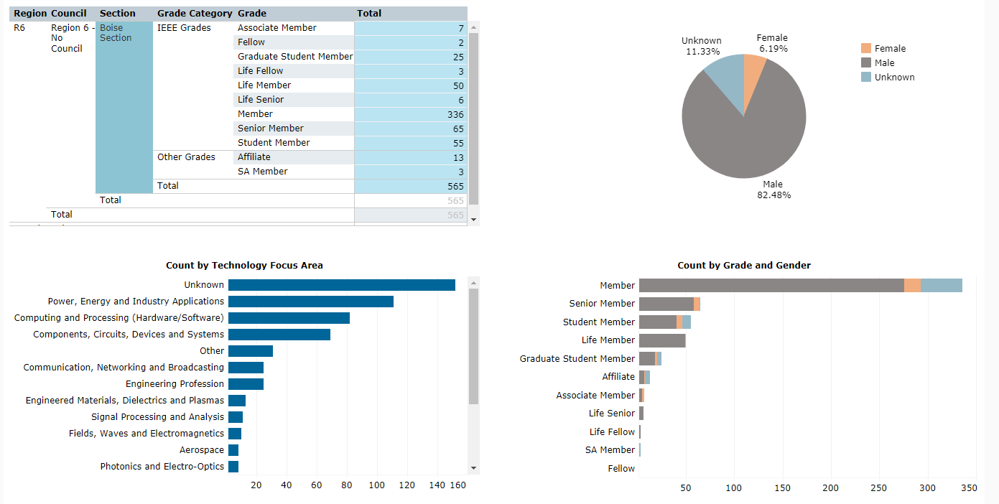 Region Council Section Grade Category Grade Total
R6 Region 6 - Boise IEEE Grades Associate Member 7
No Section Fellow 2
Council Graduate Student Member 25
Life Fellow 3
Life Member 50
Life Senior 6
Member 336
Senior Member 65
Student Member 55
Other Grades Affiliate 13
SA Member 3
Total 565
Total 565
Total 565
Unknown
11.33%
Female
6.19%
Male
82.48%
Female
Male
Unknown
Count by Technology Focus Area
Unknown
Power, Energy and Industry Applications
Computing and Processing (Hardware/Software)
Components, Circuits, Devices and Systems
Other
Communication, Networking and Broadcasting
Engineering Profession
Engineered Materials, Dielectrics and Plasmas
Signal Processing and Analysis
Fields, Waves and Electromagnetics
Aerospace
Photonics and Electro-Optics
20 40 60 80 100 120 140 160
Count by Grade and Gender
Member
Senior Member
Student Member
Life Member
Graduate Student Member
Affiliate
Associate Member
Life Senior
Life Fellow
SA Member
Fellow
50 100 150 200 250 300 350